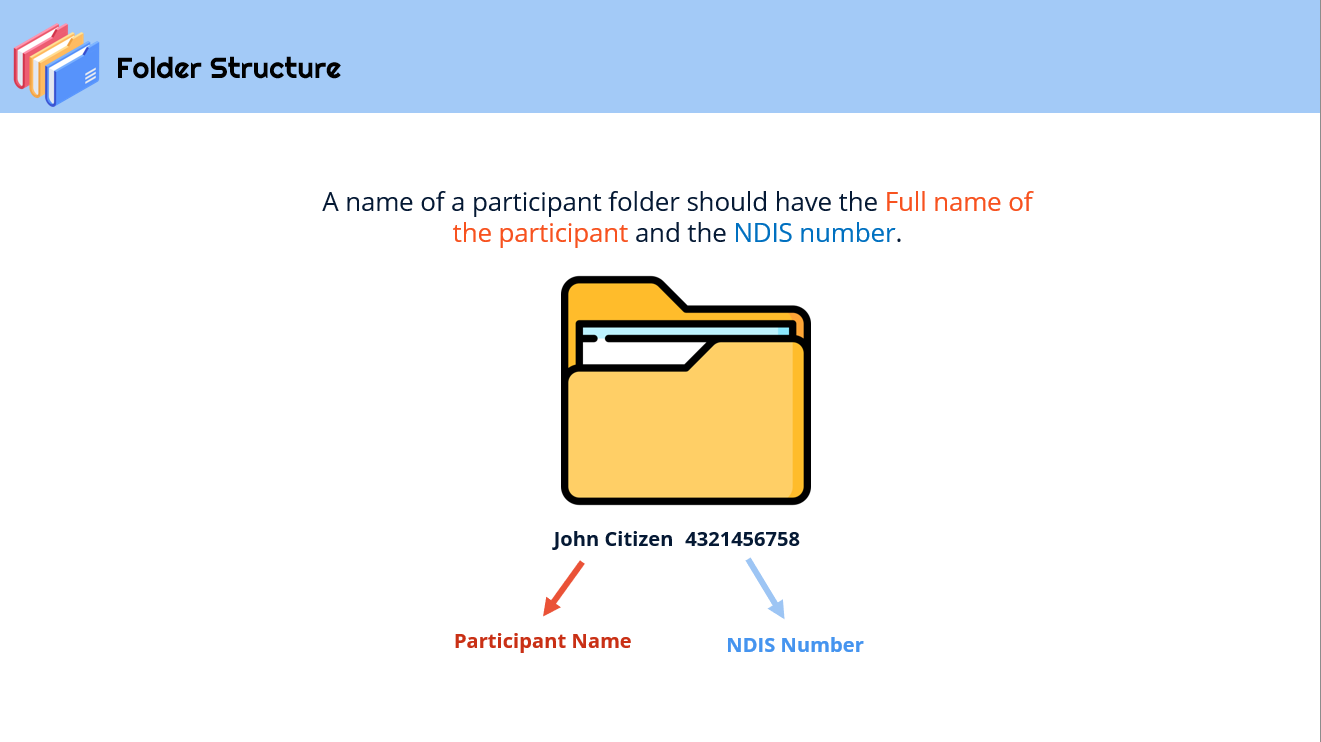 Folder Structure
A name of a participant folder should have the Full name of
the participant and the NDIS number.
John Citizen  4321456758
Participant Name
NDIS Number